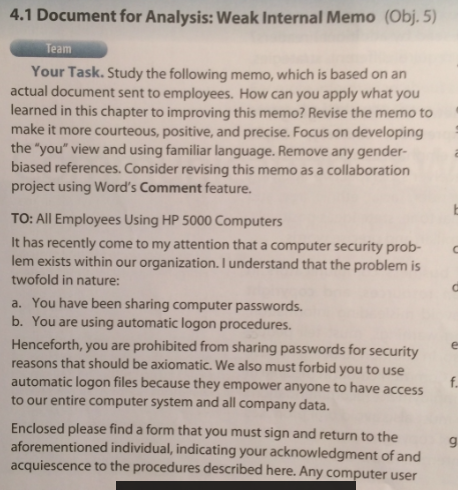 4.1 Document for Analysis: Weak Internal Memo (Obj. 5)
Team
Your Task. Study the following memo, which is based on an
actual document sent to employees. How can you apply what you
learned in this chapter to improving this memo? Revise the memo to
make it more courteous, positive, and precise. Focus on developing
the “you” view and using familiar language. Remove any gender-
biased references. Consider revising this memo as a collaboration
project using Word’s Comment feature.
TO: All Employees Using HP 5000 Computers
It has recently come to my attention that a computer security prob-
lem exists within our organization. I understand that the problem is
twofold in nature:
a. You have been sharing computer passwords.
b. You are using automatic logon procedures.
Henceforth, you are prohibited from sharing passwords for security
reasons that should be axiomatic. We also must forbid you to use
automatic logon files because they empower anyone to have access
to our entire computer system and all company data.
Enclosed please find a form that you must sign and return to the
aforementioned individual, indicating your acknowledgment of and
acquiescence to the procedures described here. Any computer user
e
f.
g